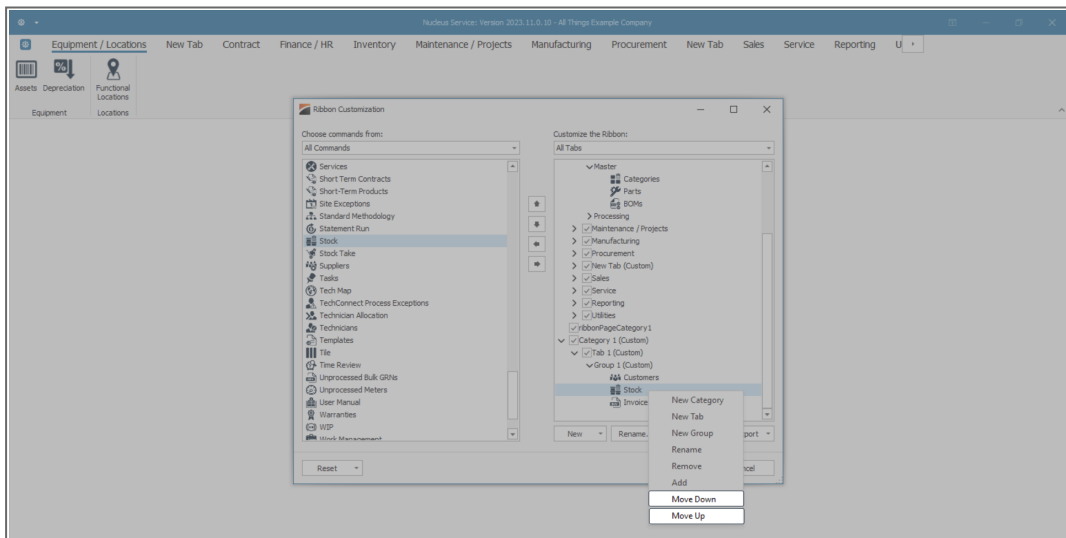 Nucleus Service: Version 2023.11.0.10 - All Things Example Company
Equipment / Locations New Tab Contract Finance / HR Inventory Maintenance / Projects Manufacturing Procurement New Tab Sales Service Reporting U
Assets Depreciation Functional Locations
Equipment Locations
Ribbon Customization
Choose commands from:
All Commands
Services
Short Term Contracts
Short-Term Products
Site Exceptions
Standard Methodology
Statement Run
Stock
Stock Take
Suppliers
Tasks
Tech Map
TechConnect Process Exceptions
Technician Allocation
Technicians
Templates
Tile
Time Review
Unprocessed Bulk GRNs
Unprocessed Meters
User Manual
Warranties
WIP
Work Management
Customize the Ribbon:
All Tabs
Master
Categories
Parts
BOMs
Processing
Maintenance / Projects
Manufacturing
Procurement
New Tab (Custom)
Sales
Service
Reporting
Utilities
ribbonPageCategory1
Category 1 (Custom)
Tab 1 (Custom)
Group 1 (Custom)
Customers
Stock
Invoice
New Rename. port
Reset ncel
New Category
New Tab
New Group
Rename
Remove
Add
Move Down
Move Up